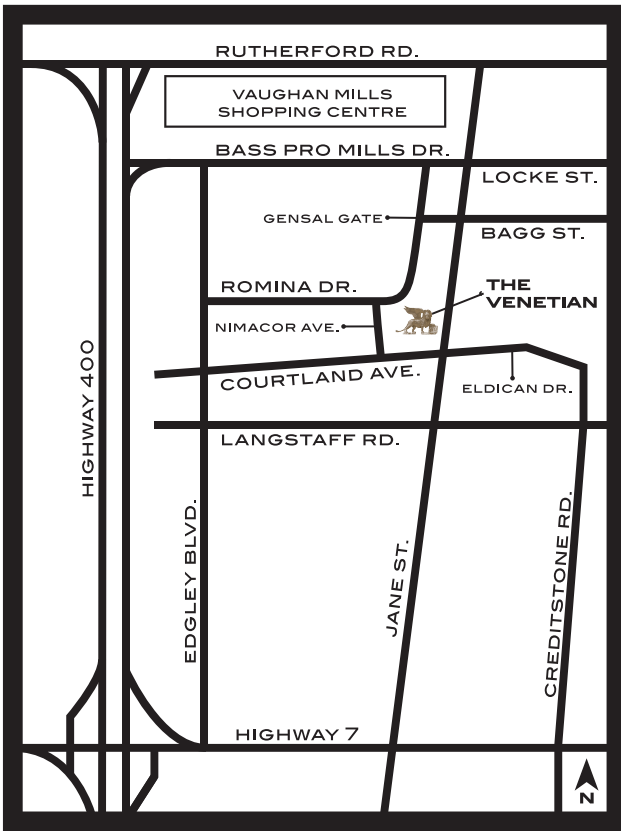 RUTHERFORD RD.
VAUGHAN MILLS
SHOPPING CENTRE
BASS PRO MILLS DR.
LOCKE ST.
GENSAL GATE
BAGG ST.
ROMINA DR.
THE
VENETIAN
NIMACOR AVE.
COURTLAND AVE.
ELDICAN DR.
HIGHWAY 400
LANGSTAFF RD.
EDGLEY BLVD.
JANE ST.
CREDITSTONE RD.
HIGHWAY 7
N